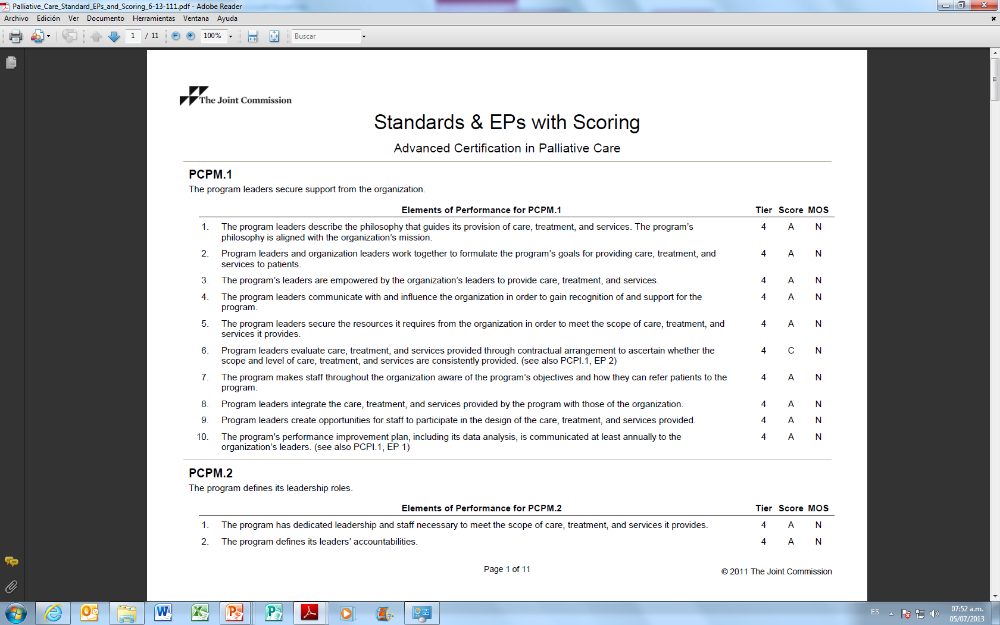 Palliative_Care_Standard_EPs_and_Scoring_6-13-111.pdf - Adobe Reader
Archivo Edición Ver Documento Herramientas Ventana Ayuda
1 / 11 100% Buscar
The Joint Commission
Standards & EPs with Scoring
Advanced Certification in Palliative Care
PCPM.1
The program leaders secure support from the organization.
Elements of Performance for PCPM.1 Tier Score MOS
1. The program leaders describe the philosophy that guides its provision of care, treatment, and services. The program’s 4 A N
philosophy is aligned with the organization’s mission.
2. Program leaders and organization leaders work together to formulate the program’s goals for providing care, treatment, and 4 A N
services to patients.
3. The program’s leaders are empowered by the organization’s leaders to provide care, treatment, and services. 4 A N
4. The program leaders communicate with and influence the organization in order to gain recognition of and support for the 4 A N
program.
5. The program leaders secure the resources it requires from the organization in order to meet the scope of care, treatment, and 4 A N
services it provides.
6. Program leaders evaluate care, treatment, and services provided through contractual arrangement to ascertain whether the 4 C N
scope and level of care, treatment, and services are consistently provided. (see also PCPI.1, EP 2)
7. The program makes staff throughout the organization aware of the program’s objectives and how they can refer patients to the 4 A N
program.
8. Program leaders integrate the care, treatment, and services provided by the program with those of the organization. 4 A N
9. Program leaders create opportunities for staff to participate in the design of the care, treatment, and services provided. 4 A N
10. The program's performance improvement plan, including its data analysis, is communicated at least annually to the 4 A N
organization’s leaders. (see also PCPI.1, EP 1)
PCPM.2
The program defines its leadership roles.
Elements of Performance for PCPM.2 Tier Score MOS
1. The program has dedicated leadership and staff necessary to meet the scope of care, treatment, and services it provides. 4 A N
2. The program defines its leaders’ accountabilities. 4 A N
Page 1 of 11
© 2011 The Joint Commission
ES 07:52 a.m.
05/07/2013